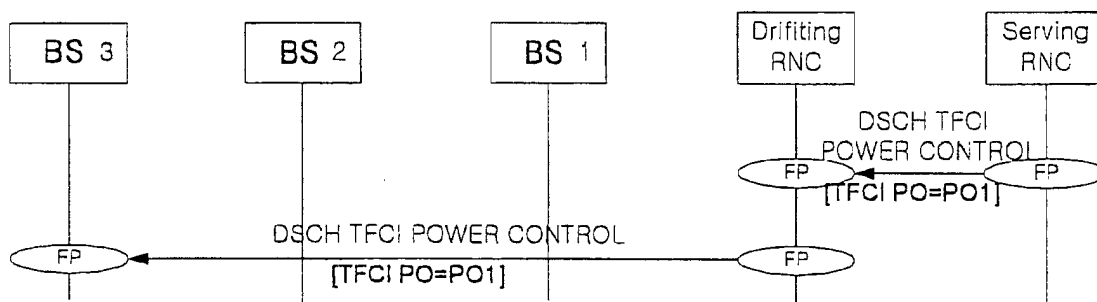 BS 3
BS 2
BS 1
Drifiting
RNC
Serving
RNC
DSCH TFCI
POWER CONTROL
FP
FP
[TFCI PO=PO1]
DSCH TFCI POWER CONTROL
FP
FP
[TFCI PO=PO1]